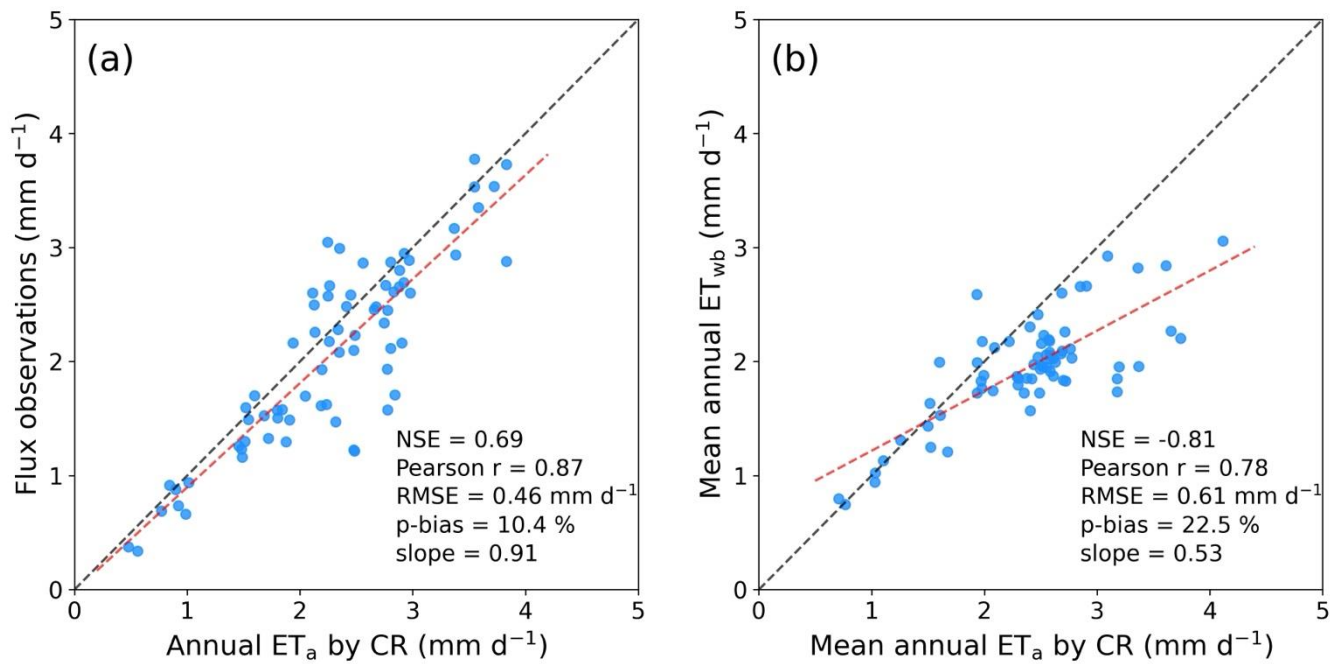 (a)
5
4
3
2
1
0
Flux observations (mm d⁻¹)
NSE = 0.69
Pearson r = 0.87
RMSE = 0.46 mm d⁻¹
p-bias = 10.4 %
slope = 0.91
0 1 2 3 4 5
Annual ETₐ by CR (mm d⁻¹)
(b)
5
4
3
2
1
0
Mean annual ET_wb (mm d⁻¹)
NSE = -0.81
Pearson r = 0.78
RMSE = 0.61 mm d⁻¹
p-bias = 22.5 %
slope = 0.53
0 1 2 3 4 5
Mean annual ETₐ by CR (mm d⁻¹)